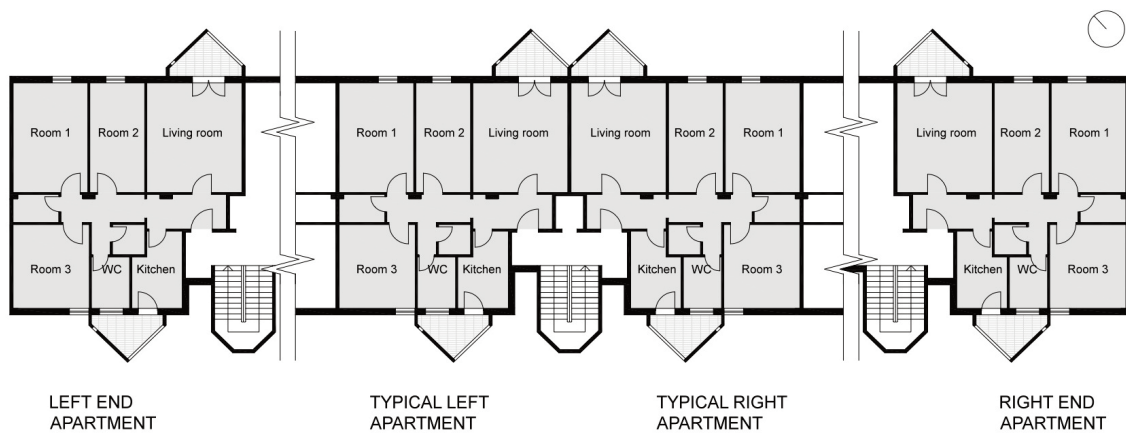 Room 1
Room 2
Living room
Room 3
WC
Kitchen
Room 1
Room 2
Living room
Living room
Room 2
Room 1
Room 3
WC
Kitchen
Kitchen
WC
Room 3
Living room
Room 2
Room 1
Kitchen
WC
Room 3
LEFT END
APARTMENT
TYPICAL LEFT
APARTMENT
TYPICAL RIGHT
APARTMENT
RIGHT END
APARTMENT